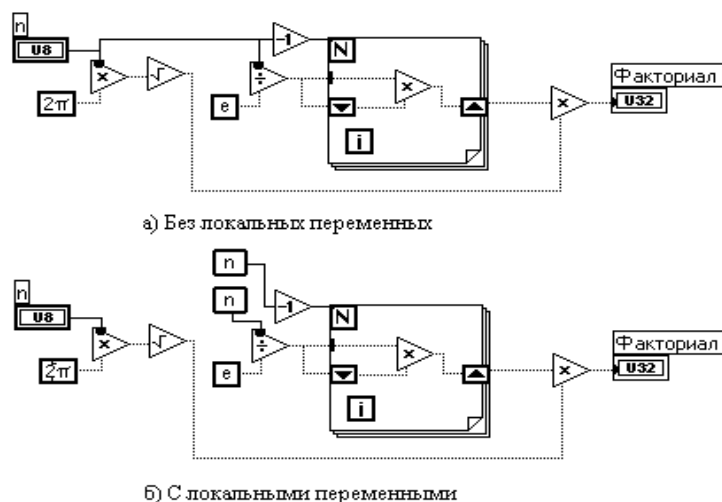 n
U8
-1
N
×
√
÷
×
×
Факториал
U32
2π
e
i
а) Без локальных переменных
n
n
n
U8
-1
N
×
√
÷
×
×
Факториал
U32
2π
e
i
б) С локальными переменными